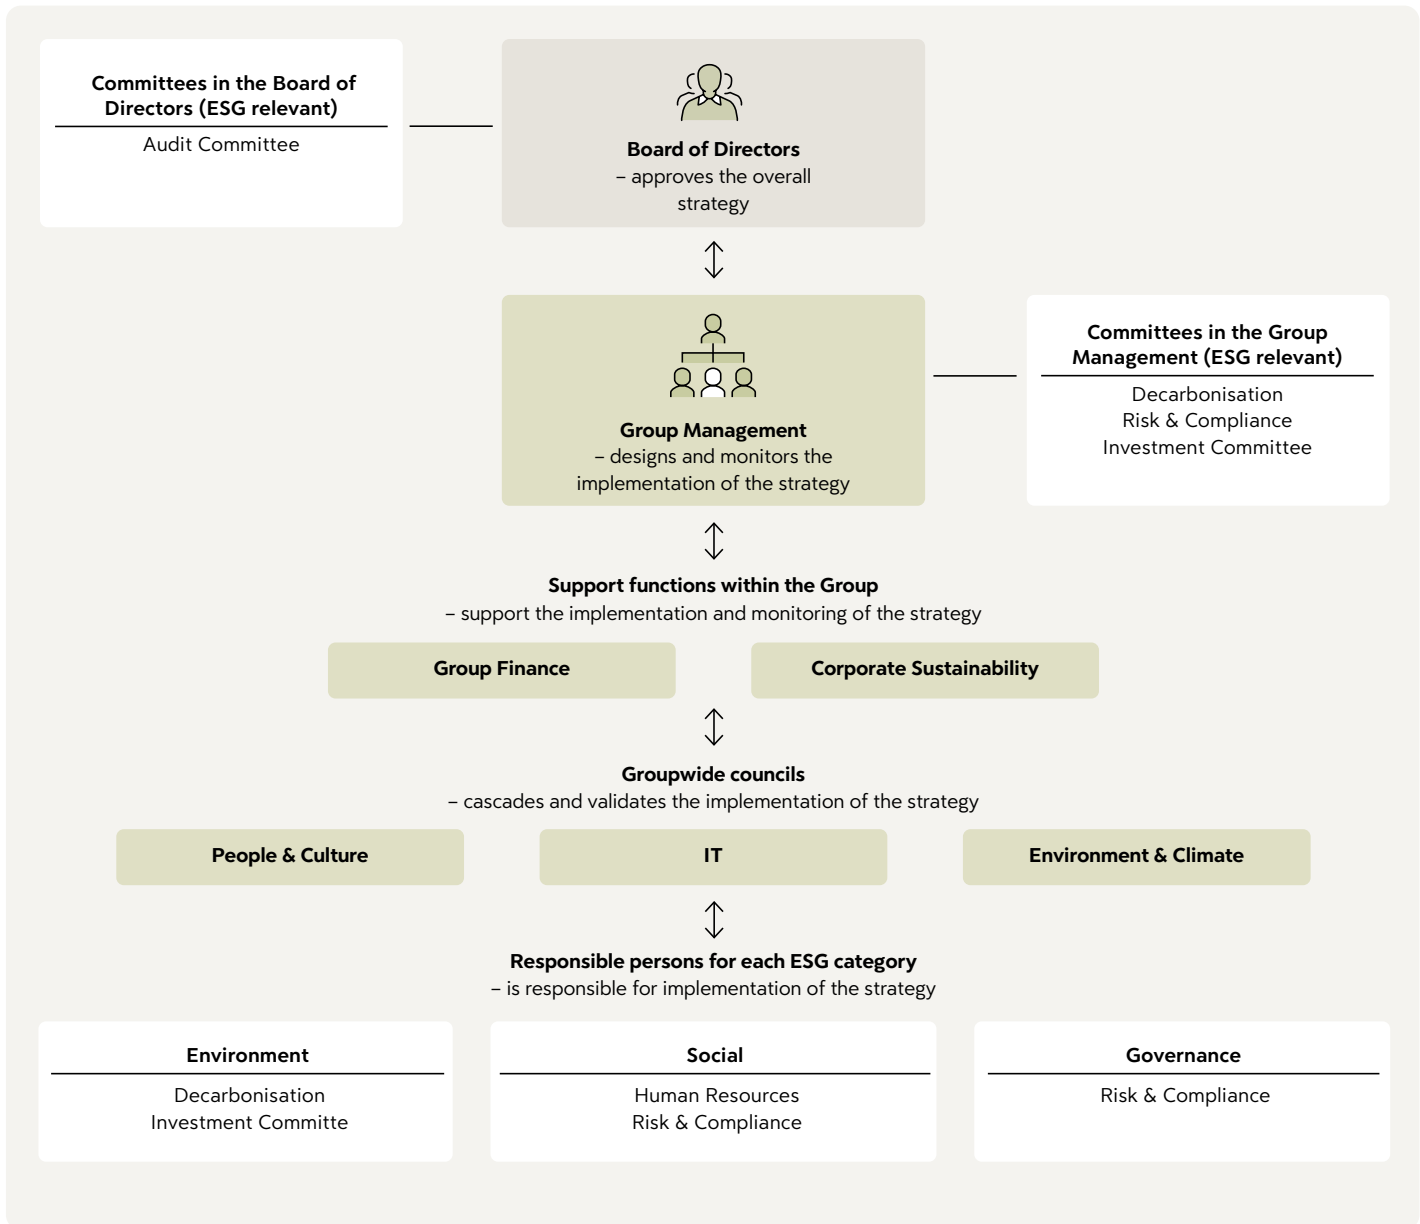 Committees in the Board of
Directors (ESG relevant)
Audit Committee
Board of Directors
– approves the overall
strategy
Group Management
– designs and monitors the
implementation of the strategy
Committees in the Group
Management (ESG relevant)
Decarbonisation
Risk & Compliance
Investment Committee
Support functions within the Group
– support the implementation and monitoring of the strategy
Group Finance
Corporate Sustainability
Groupwide councils
– cascades and validates the implementation of the strategy
People & Culture
IT
Environment & Climate
Responsible persons for each ESG category
– is responsible for implementation of the strategy
Environment
Decarbonisation
Investment Committe
Social
Human Resources
Risk & Compliance
Governance
Risk & Compliance